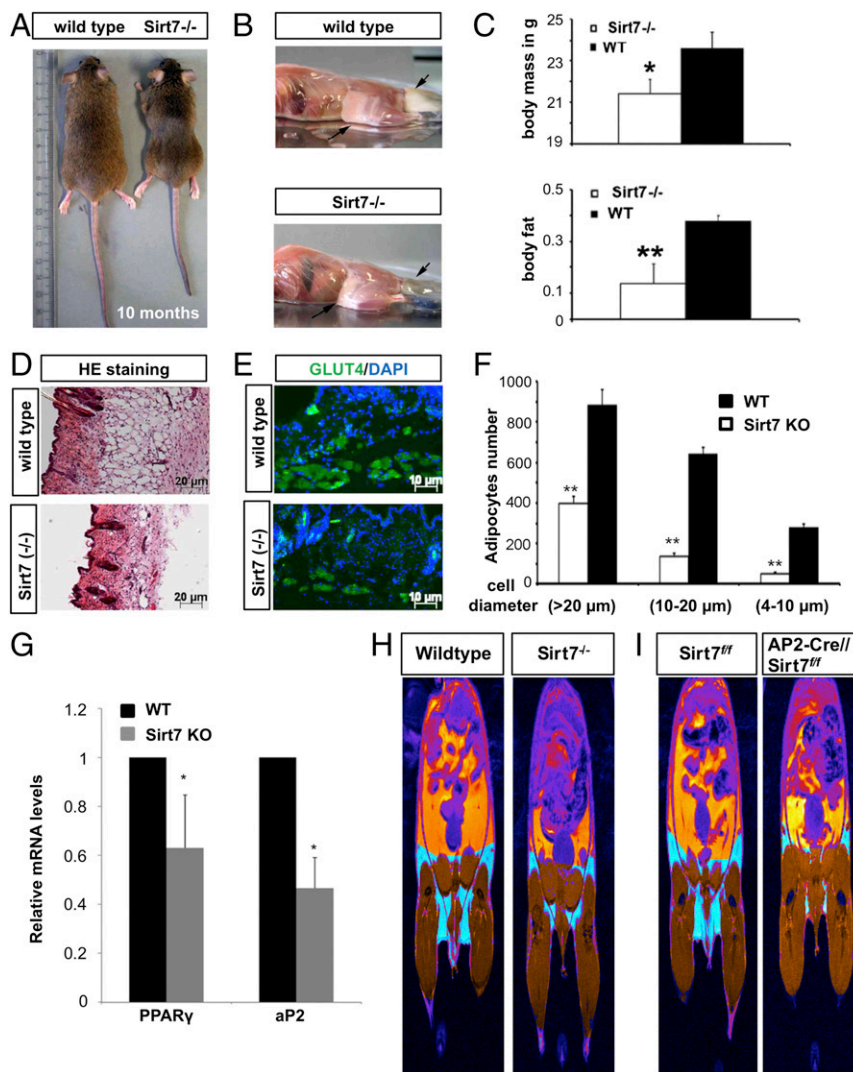 A
wild type Sirt7-/-
10 months
B
wild type
Sirt7-/-
C
Sirt7-/-
WT
body mass in g
25
23
21
19
*
Sirt7-/-
WT
body fat
0.5
0.3
0.1
0
**
D
HE staining
wild type
20 µm
Sirt7 (-/-)
20 µm
E
GLUT4/DAPI
wild type
10 µm
Sirt7 (-/-)
10 µm
F
WT
Sirt7 KO
Adipocytes number
1000
800
600
400
200
0
**
**
**
cell
diameter (>20 µm) (10-20 µm) (4-10 µm)
G
WT
Sirt7 KO
Relative mRNA levels
1.2
1
0.8
0.6
0.4
0.2
0
*
*
PPARγ aP2
H
Wildtype Sirt7-/-
I
Sirt7f/f
AP2-Cre//
Sirt7f/f